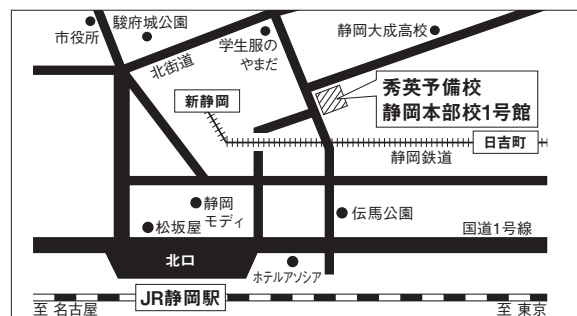 駿府城公園
市役所
学生服の
やまだ
静岡大成高校
北街道
新静岡
秀英予備校
静岡本部校1号館
日吉町
静岡鉄道
静岡
モディ
伝馬公園
松坂屋
国道1号線
北口
ホテルアソシア
JR静岡駅
至 名古屋
至 東京